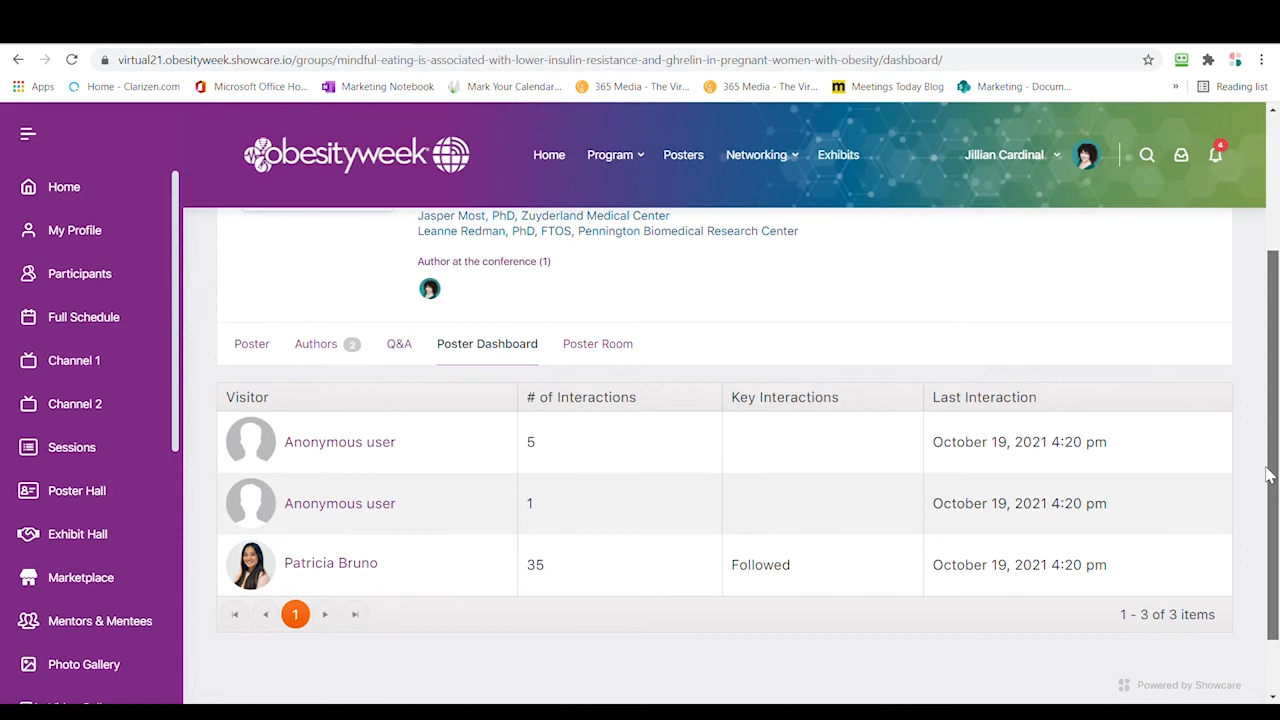 virtual21.obesityweek.showcare.io/groups/mindful-eating-is-associated-with-lower-insulin-resistance-and-ghrelin-in-pregnant-women-with-obesity/dashboard/
Apps Home - Clarizen.com Microsoft Office Ho... Marketing Notebook Mark Your Calendar... 365 Media - The Vir... 365 Media - The Vir... Meetings Today Blog Marketing - Docum... » Reading list
obesityweek® Home Program Posters Networking Exhibits Jillian Cardinal 4
Home
My Profile
Participants
Full Schedule
Channel 1
Channel 2
Sessions
Poster Hall
Exhibit Hall
Marketplace
Mentors & Mentees
Photo Gallery
Jasper Most, PhD, Zuyderland Medical Center
Leanne Redman, PhD, FTOS, Pennington Biomedical Research Center
Author at the conference (1)
Poster Authors 2 Q&A Poster Dashboard Poster Room
Visitor # of Interactions Key Interactions Last Interaction
Anonymous user 5 October 19, 2021 4:20 pm
Anonymous user 1 October 19, 2021 4:20 pm
Patricia Bruno 35 Followed October 19, 2021 4:20 pm
1 1 - 3 of 3 items
Powered by Showcare